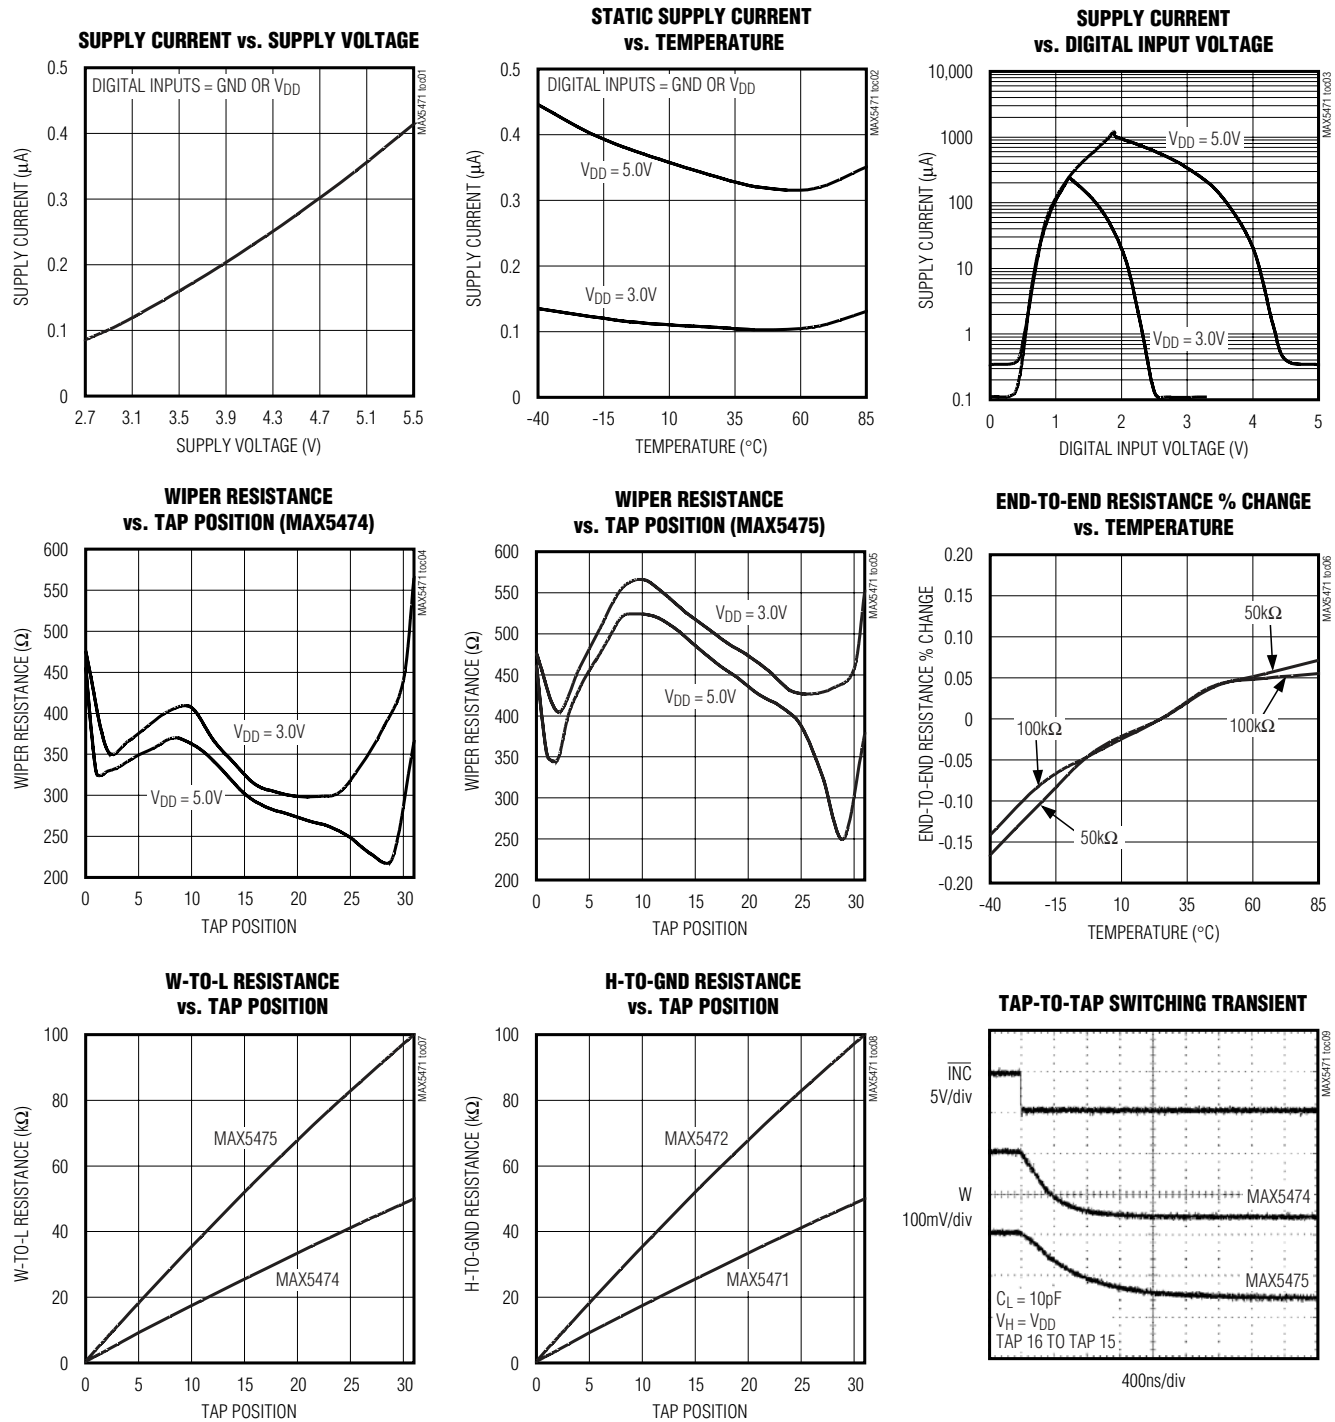 SUPPLY CURRENT vs. SUPPLY VOLTAGE
DIGITAL INPUTS = GND OR VDD
MAX5471 toc01
SUPPLY CURRENT (μA)
0.5
0.4
0.3
0.2
0.1
0
2.7 3.1 3.5 3.9 4.3 4.7 5.1 5.5
SUPPLY VOLTAGE (V)
STATIC SUPPLY CURRENT
vs. TEMPERATURE
DIGITAL INPUTS = GND OR VDD
MAX5471 toc02
SUPPLY CURRENT (μA)
0.5
0.4
0.3
0.2
0.1
0
VDD = 5.0V
VDD = 3.0V
-40 -15 10 35 60 85
TEMPERATURE (°C)
SUPPLY CURRENT
vs. DIGITAL INPUT VOLTAGE
MAX5471 toc03
SUPPLY CURRENT (μA)
10,000
1000
100
10
1
0.1
VDD = 5.0V
VDD = 3.0V
0 1 2 3 4 5
DIGITAL INPUT VOLTAGE (V)
WIPER RESISTANCE
vs. TAP POSITION (MAX5474)
MAX5471 toc04
WIPER RESISTANCE (Ω)
600
550
500
450
400
350
300
250
200
VDD = 3.0V
VDD = 5.0V
0 5 10 15 20 25 30
TAP POSITION
WIPER RESISTANCE
vs. TAP POSITION (MAX5475)
MAX5471 toc05
WIPER RESISTANCE (Ω)
600
550
500
450
400
350
300
250
200
VDD = 3.0V
VDD = 5.0V
0 5 10 15 20 25 30
TAP POSITION
END-TO-END RESISTANCE % CHANGE
vs. TEMPERATURE
MAX5471 toc06
END-TO-END RESISTANCE % CHANGE
0.20
0.15
0.10
0.05
0
-0.05
-0.10
-0.15
-0.20
50kΩ
100kΩ
100kΩ
50kΩ
-40 -15 10 35 60 85
TEMPERATURE (°C)
W-TO-L RESISTANCE
vs. TAP POSITION
MAX5471 toc07
W-TO-L RESISTANCE (kΩ)
100
80
60
40
20
0
MAX5475
MAX5474
0 5 10 15 20 25 30
TAP POSITION
H-TO-GND RESISTANCE
vs. TAP POSITION
MAX5471 toc08
H-TO-GND RESISTANCE (kΩ)
100
80
60
40
20
0
MAX5472
MAX5471
0 5 10 15 20 25 30
TAP POSITION
TAP-TO-TAP SWITCHING TRANSIENT
MAX5471 toc09
INC
5V/div
W
100mV/div
MAX5474
MAX5475
CL = 10pF
VH = VDD
TAP 16 TO TAP 15
400ns/div